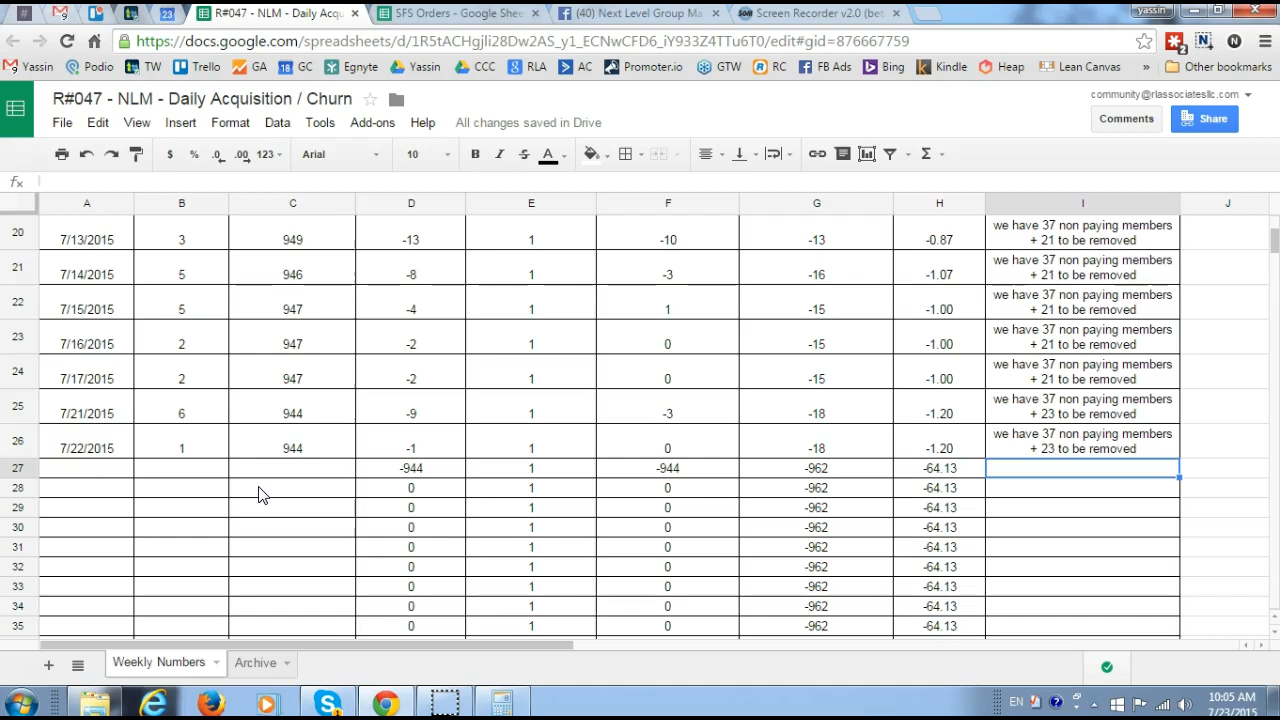 yassin
23
R#047 - NLM - Daily Acqui
SFS Orders - Google Shee
(40) Next Level Group Ma
Screen Recorder v2.0 (be
Yassin
Podio
TW
Trello
GA
GC
Egnyte
Yassin
CC
RLA
AC
Promoter.io
GTW
RC
FB Ads
Bing
Kindle
Heap
Lean Canvas
»
Other bookmarks
R#047 - NLM - Daily Acquisition / Churn
community@rlassociatesllc.com
File Edit View Insert Format Data Tools Add-ons Help All changes saved in Drive
Comments
Share
$ % .0 .00 123 Arial 10 B I S A Σ
fx
A B C D E F G H I J
20 7/13/2015 3 949 -13 1 -10 -13 -0.87 we have 37 non paying members
+ 21 to be removed
21 7/14/2015 5 946 -8 1 -3 -16 -1.07 we have 37 non paying members
+ 21 to be removed
22 7/15/2015 5 947 -4 1 1 -15 -1.00 we have 37 non paying members
+ 21 to be removed
23 7/16/2015 2 947 -2 1 0 -15 -1.00 we have 37 non paying members
+ 21 to be removed
24 7/17/2015 2 947 -2 1 0 -15 -1.00 we have 37 non paying members
+ 21 to be removed
25 7/21/2015 6 944 -9 1 -3 -18 -1.20 we have 37 non paying members
+ 23 to be removed
26 7/22/2015 1 944 -1 1 0 -18 -1.20 we have 37 non paying members
+ 23 to be removed
27 -944 1 -944 -962 -64.13
28 0 1 0 -962 -64.13
29 0 1 0 -962 -64.13
30 0 1 0 -962 -64.13
31 0 1 0 -962 -64.13
32 0 1 0 -962 -64.13
33 0 1 0 -962 -64.13
34 0 1 0 -962 -64.13
35 0 1 0 -962 -64.13
Weekly Numbers
Archive
EN
10:05 AM
7/23/2015